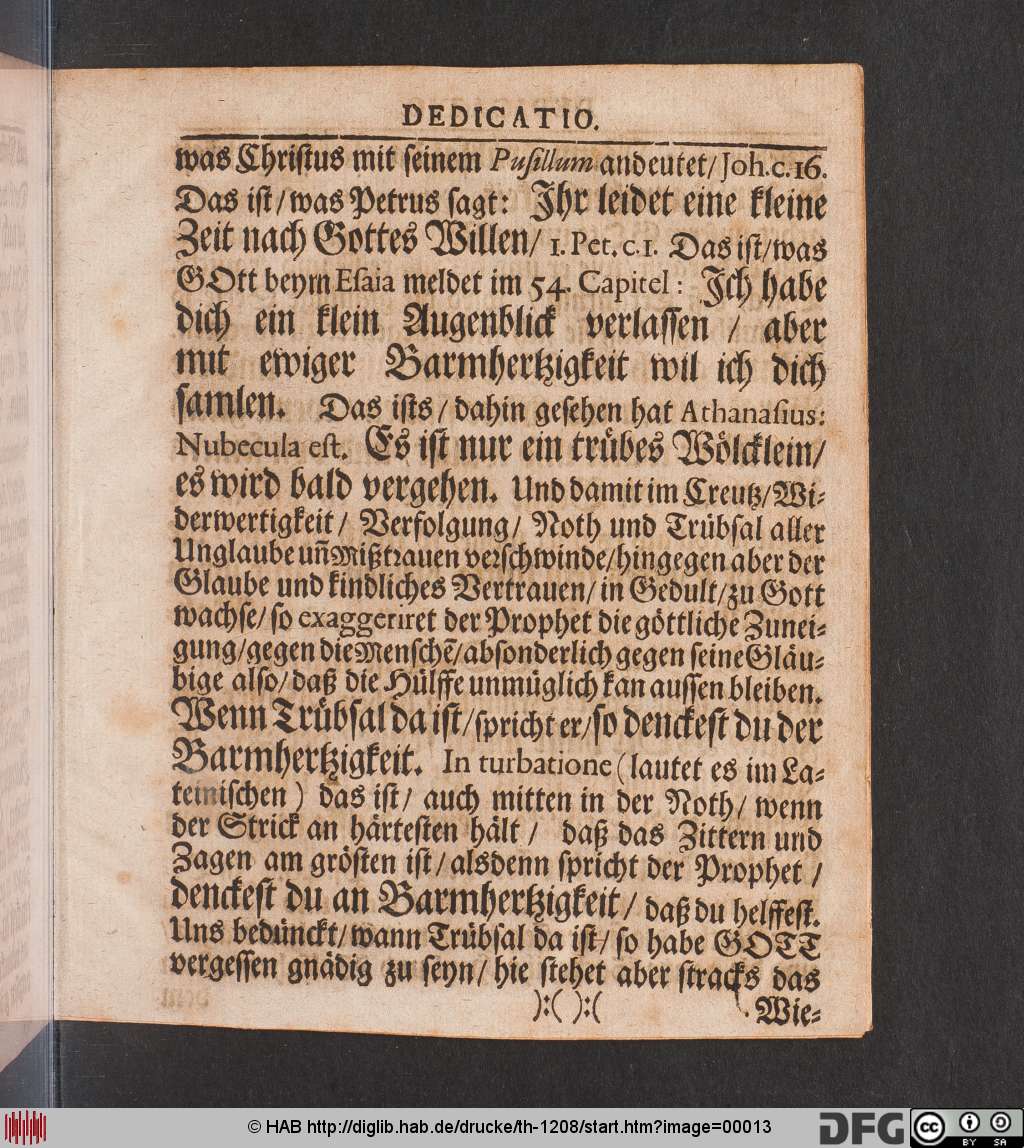 DEDICATIO.
was Chriſtus mit ſeinem Puſillum andeutet/ Joh.c.16.
Das iſt/ was Petrus ſagt: Ihr leidet eine kleine
Zeit nach Gottes Willen/ 1. Pet. c.1. Das iſt/ was
GOtt beym Eſaia meldet im 54. Capitel: Ich habe
dich ein klein Augenblick verlaſſen / aber
mit ewiger Barmhertzigkeit wil ich dich
ſamlen. Das iſts / dahin geſehen hat Athanaſius:
Nubecula eſt. Es iſt nur ein trübes Wölcklein/
es wird bald vergehen. Und damit im Creutz/ Wi-
derwertigkeit/ Verfolgung/ Noth und Trübſal aller
Unglaube uñ Mißtrauen verſchwinde/ hingegen aber der
Glaube und kindliches Vertrauen/ in Gedult/ zu Gott
wachſe/ ſo exaggeriret der Prophet die göttliche Zunei-
gung/ gegen die Menſchẽ/ abſonderlich gegen ſeine Gläu-
bige alſo/ daß die Hülffe unmüglich kan auſſen bleiben.
Wenn Trübſal da iſt/ ſpricht er/ ſo denckeſt du der
Barmhertzigkeit. In turbatione (lautet es im La-
teiniſchen) das iſt/ auch mitten in der Noth/ wenn
der Strick an härteſten hält / daß das Zittern und
Zagen am gröſten iſt/ alsdenn ſpricht der Prophet /
denckeſt du an Barmhertzigkeit/ daß du helffeſt.
Uns bedünckt/ wann Trübſal da iſt/ ſo habe GOTT
vergeſſen gnädig zu ſeyn/ hie ſtehet aber ſtracks das
):( ):(
Wie-
© HAB http://diglib.hab.de/drucke/th-1208/start.htm?image=00013
DFG
cc
BY SA